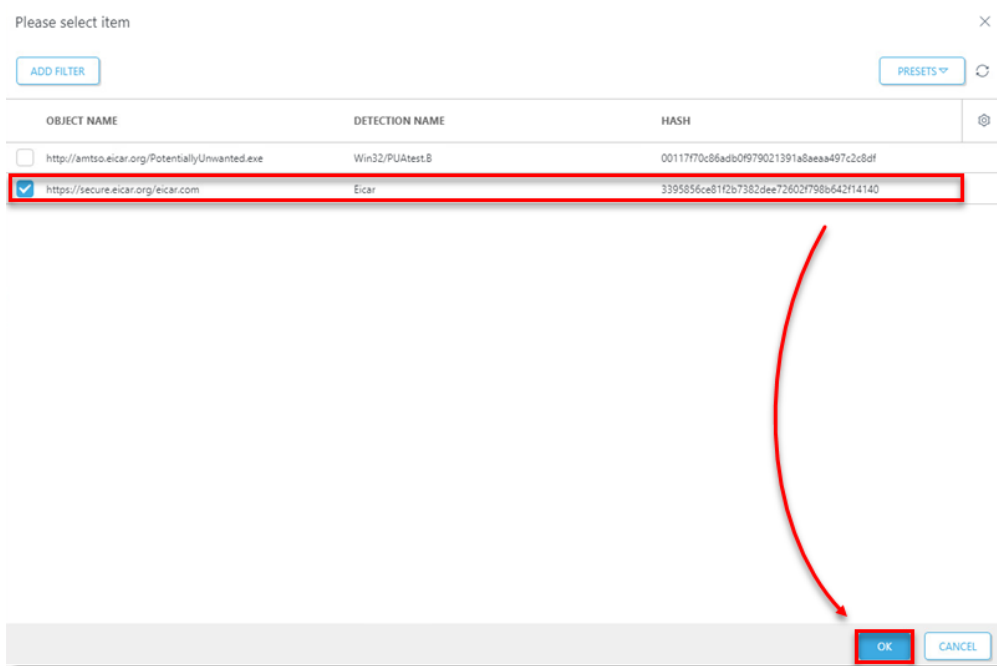 Please select item
ADD FILTER
PRESETS
OBJECT NAME DETECTION NAME HASH
http://amtso.eicar.org/PotentiallyUnwanted.exe Win32/PUAtest.B 00117f70c86adb0f979021391a8aeaa497c2c8df
https://secure.eicar.org/eicar.com Eicar 3395856ce81f2b7382dee72602f798b642f14140
OK CANCEL